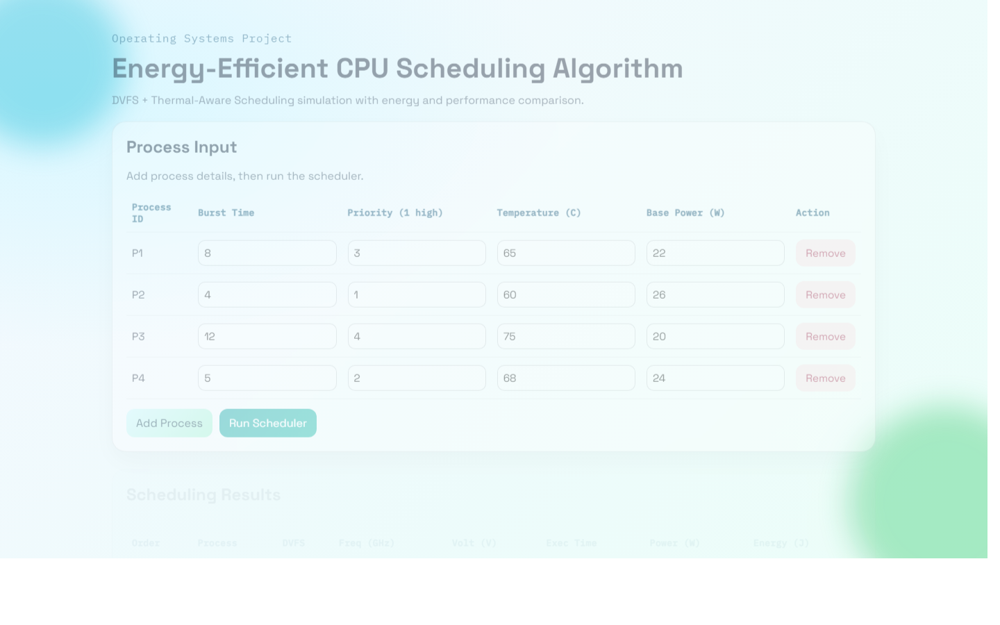 Operating Systems Project
Energy-Efficient CPU Scheduling Algorithm
DVFS + Thermal-Aware Scheduling simulation with energy and performance comparison.
Process Input
Add process details, then run the scheduler.
Process ID Burst Time Priority (1 high) Temperature (C) Base Power (W) Action
P1 8 3 65 22 Remove
P2 4 1 60 26 Remove
P3 12 4 75 20 Remove
P4 5 2 68 24 Remove
Add Process Run Scheduler
Scheduling Results
Order Process DVFS Freq (GHz) Volt (V) Exec Time Power (W) Energy (J)